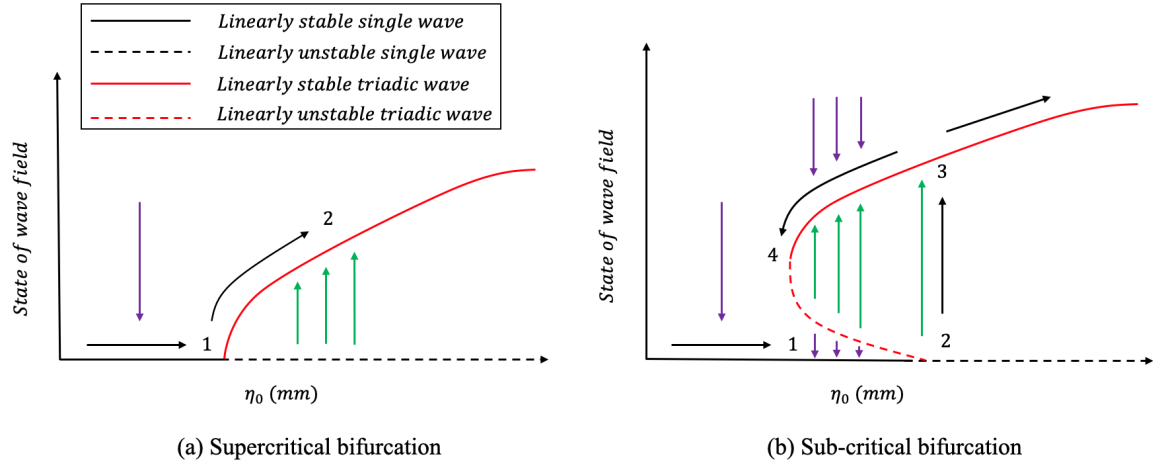 Linearly stable single wave
Linearly unstable single wave
Linearly stable triadic wave
Linearly unstable triadic wave
State of wave field
1
2
η₀ (mm)
(a) Supercritical bifurcation
State of wave field
1
2
3
4
η₀ (mm)
(b) Sub-critical bifurcation